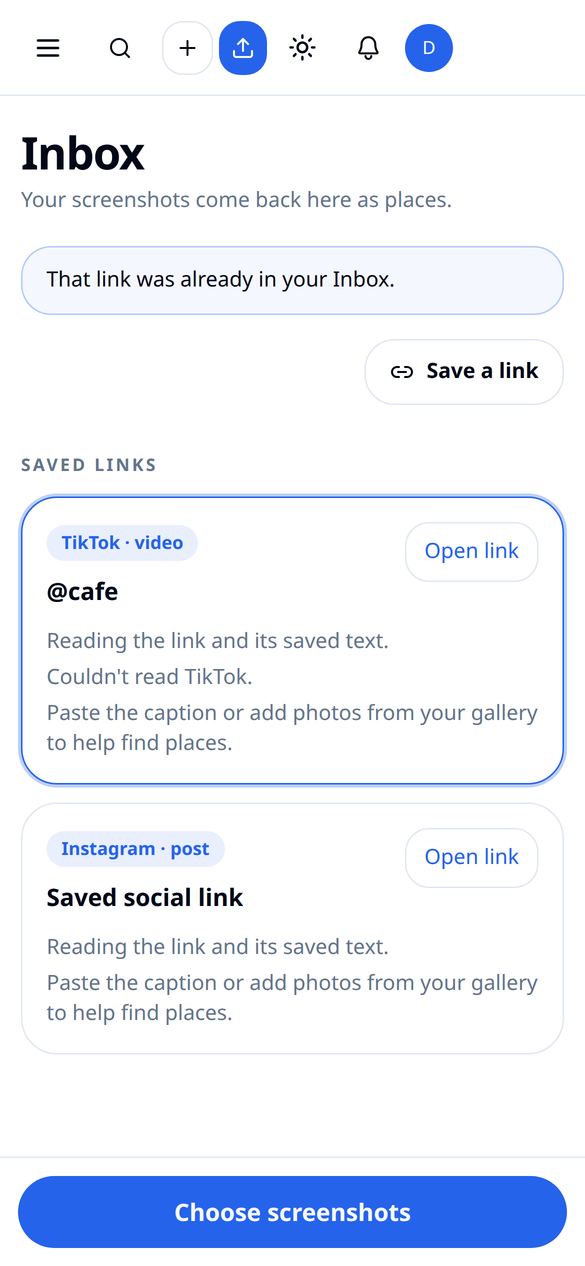 D
Inbox
Your screenshots come back here as places.
That link was already in your Inbox.
Save a link
SAVED LINKS
TikTok · video
Open link
@cafe
Reading the link and its saved text.
Couldn't read TikTok.
Paste the caption or add photos from your gallery
to help find places.
Instagram · post
Open link
Saved social link
Reading the link and its saved text.
Paste the caption or add photos from your gallery
to help find places.
Choose screenshots